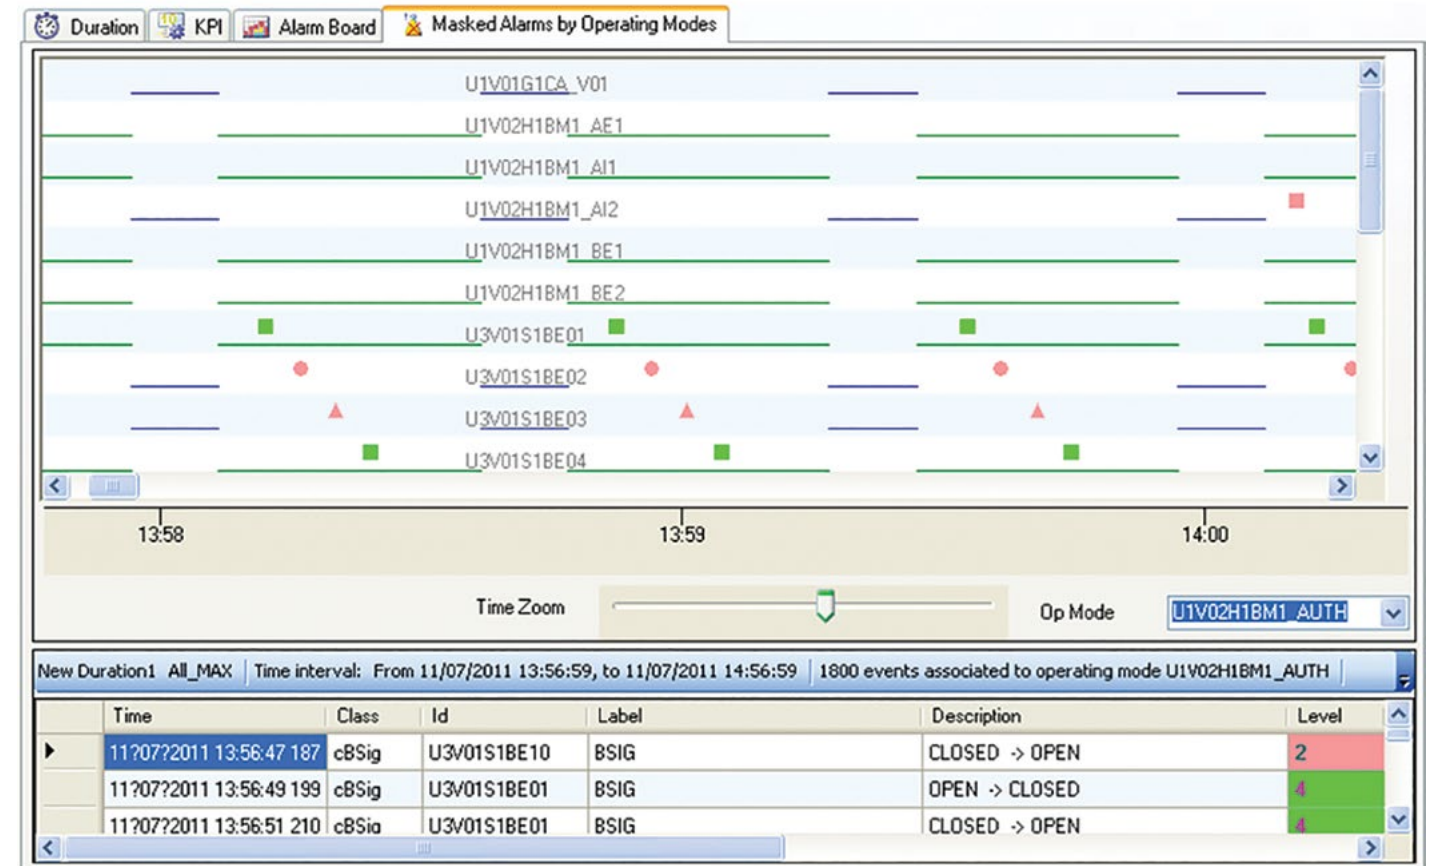 Duration KPI Alarm Board Masked Alarms by Operating Modes
U1V01G1CA_V01
U1V02H1BM1_AE1
U1V02H1BM1_AI1
U1V02H1BM1_AI2
U1V02H1BM1_BE1
U1V02H1BM1_BE2
U3V01S1BE01
U3V01S1BE02
U3V01S1BE03
U3V01S1BE04
13:58 13:59 14:00
Time Zoom Op Mode U1V02H1BM1_AUTH
New Duration1 All_MAX Time interval: From 11/07/2011 13:56:59, to 11/07/2011 14:56:59 1800 events associated to operating mode U1V02H1BM1_AUTH
Time Class Id Label Description Level
11?07?2011 13:56:47 187 cBSig U3V01S1BE10 BSIG CLOSED -> OPEN 2
11?07?2011 13:56:49 199 cBSig U3V01S1BE01 BSIG OPEN -> CLOSED 4
11?07?2011 13:56:51 210 cBSig U3V01S1BE01 BSIG CLOSED -> OPEN 4